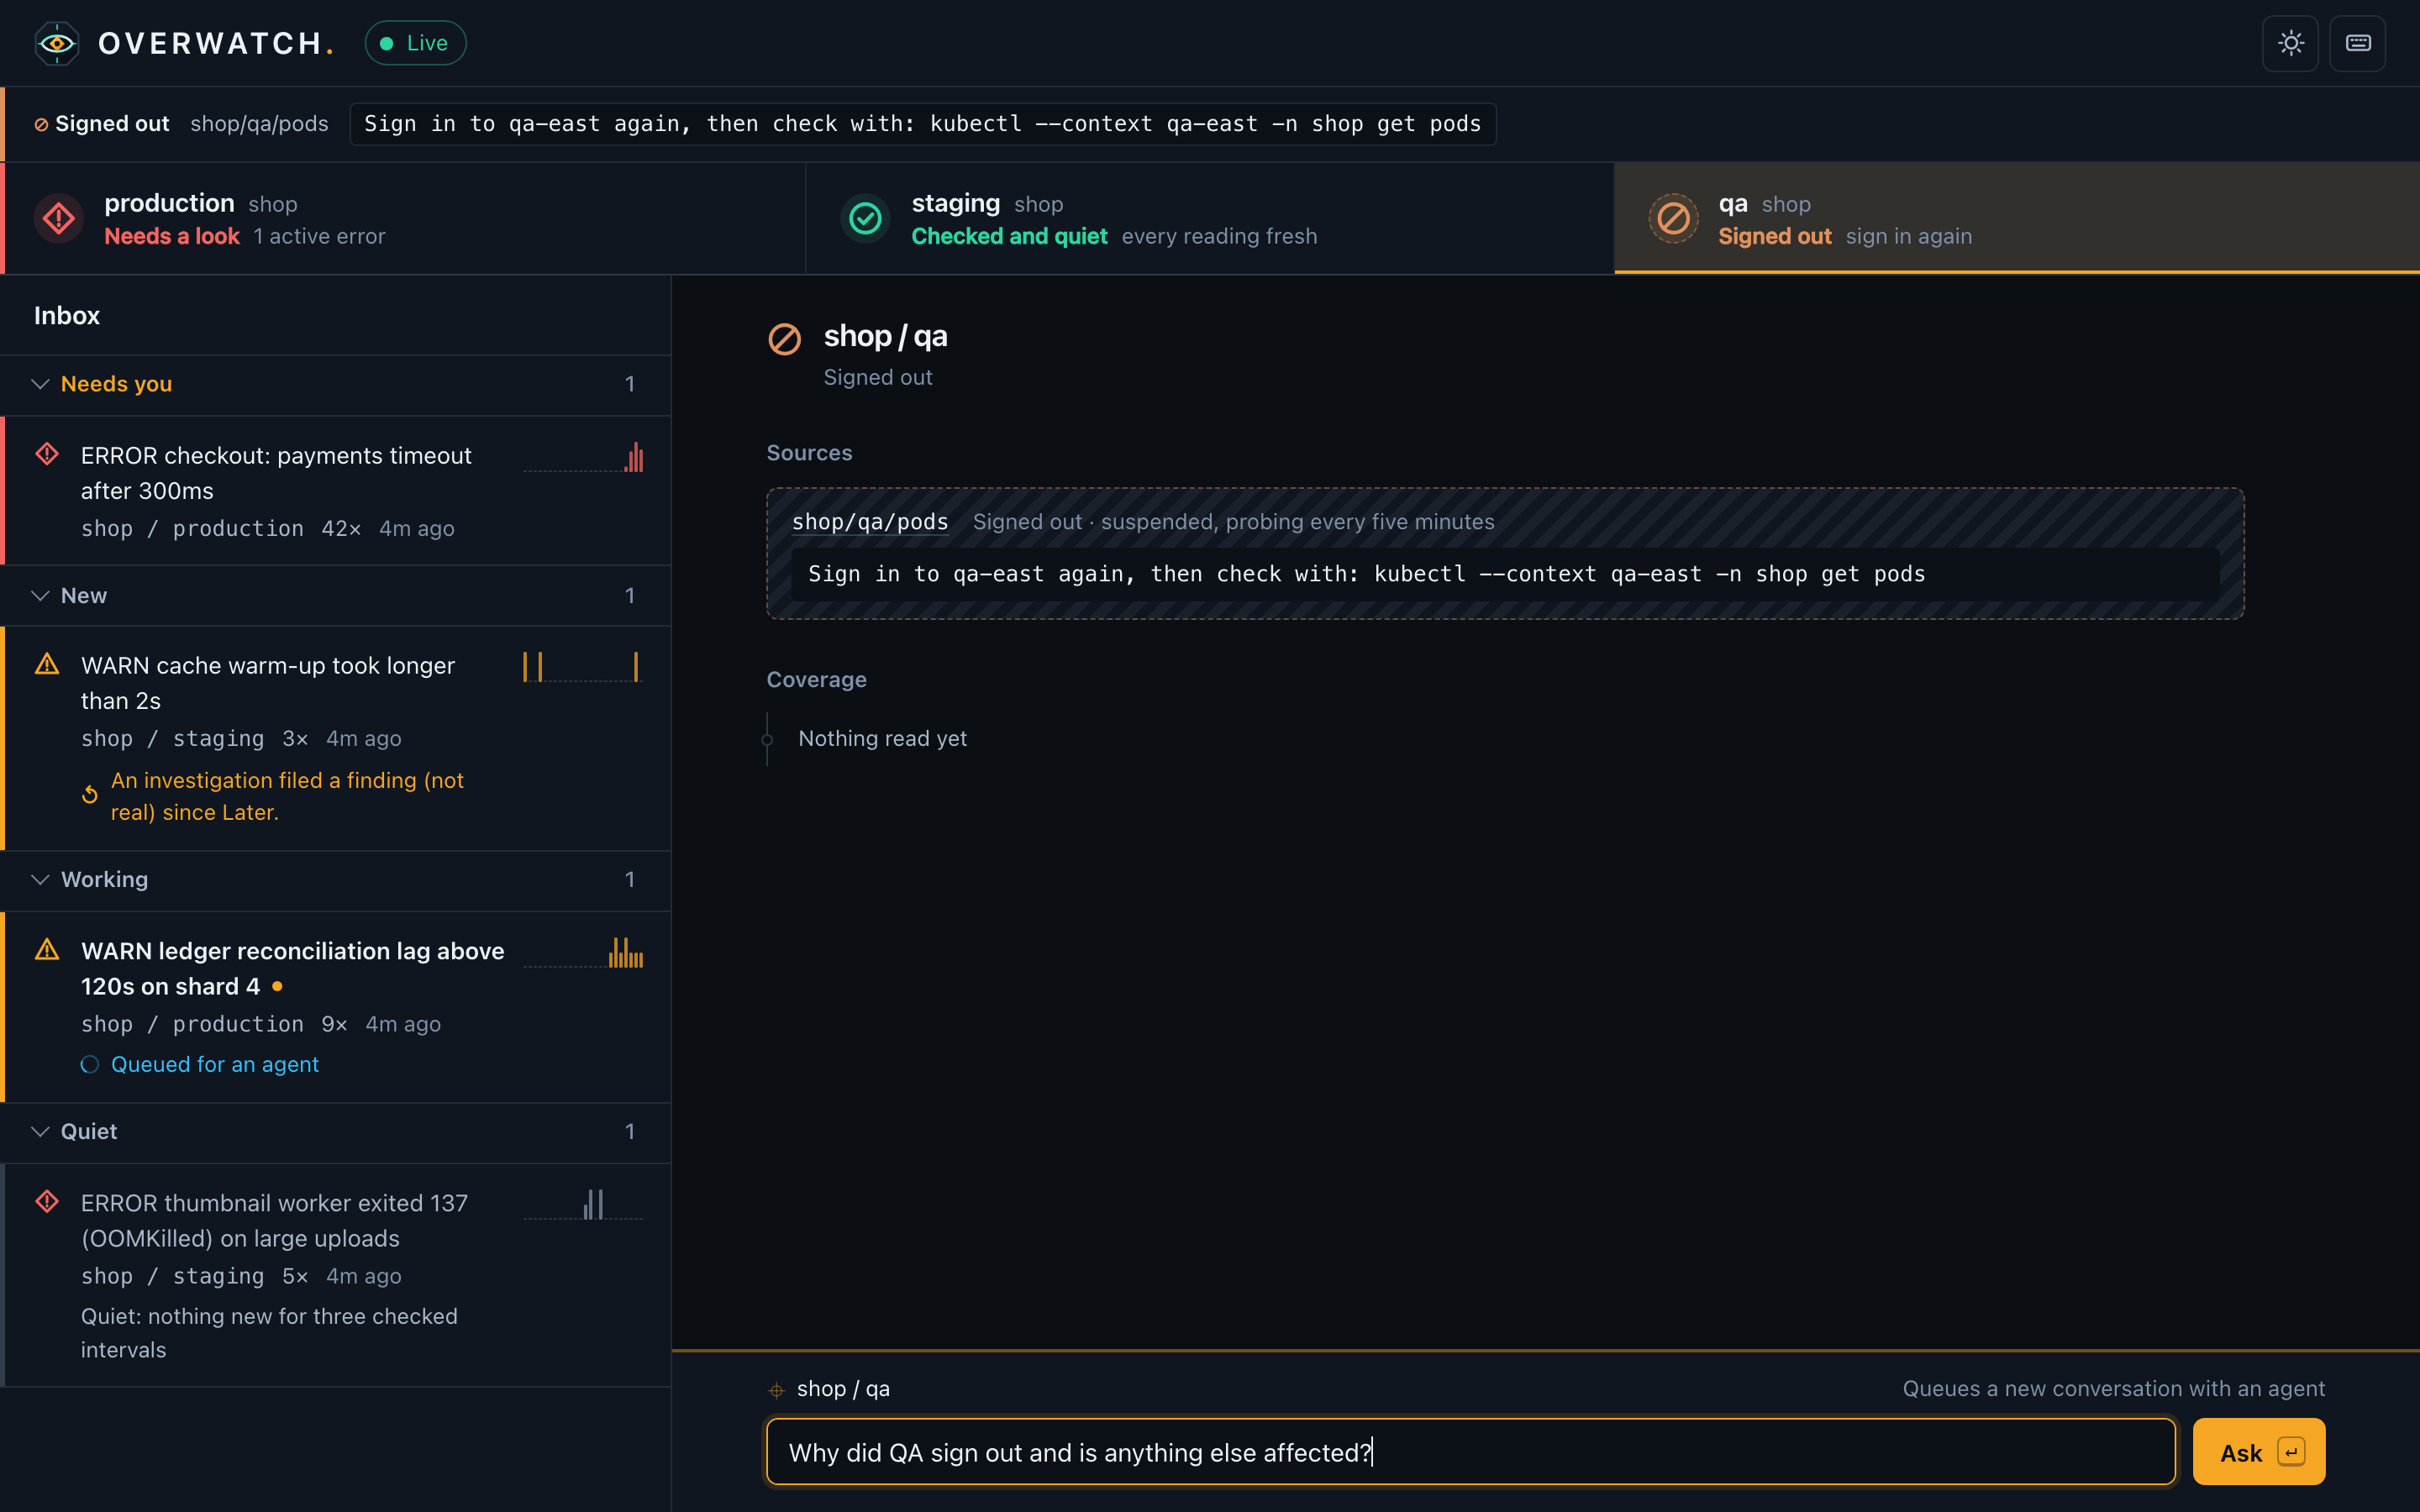 OVERWATCH.
Live
Signed out shop/qa/pods Sign in to qa-east again, then check with: kubectl --context qa-east -n shop get pods
production shop
Needs a look 1 active error
staging shop
Checked and quiet every reading fresh
qa shop
Signed out sign in again
Inbox
Needs you 1
ERROR checkout: payments timeout
after 300ms
shop / production 42× 4m ago
New 1
WARN cache warm-up took longer
than 2s
shop / staging 3× 4m ago
An investigation filed a finding (not
real) since Later.
Working 1
WARN ledger reconciliation lag above
120s on shard 4
shop / production 9× 4m ago
Queued for an agent
Quiet 1
ERROR thumbnail worker exited 137
(OOMKilled) on large uploads
shop / staging 5× 4m ago
Quiet: nothing new for three checked
intervals
shop / qa
Signed out
Sources
shop/qa/pods Signed out · suspended, probing every five minutes
Sign in to qa-east again, then check with: kubectl --context qa-east -n shop get pods
Coverage
Nothing read yet
shop / qa
Queues a new conversation with an agent
Why did QA sign out and is anything else affected?
Ask ↵